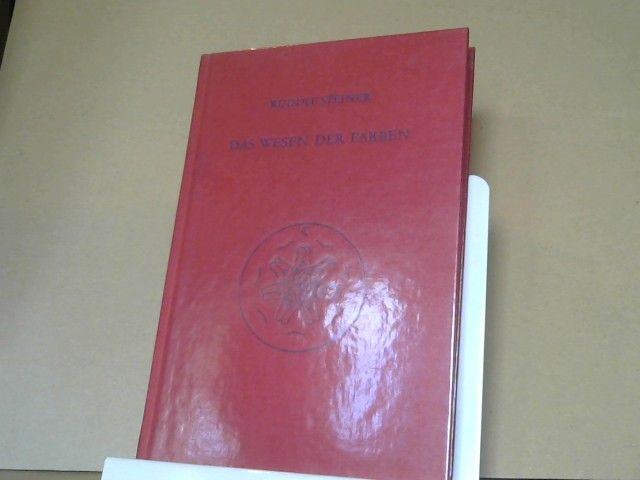 RUDOLF STEINER
DAS WESEN DER FARBEN